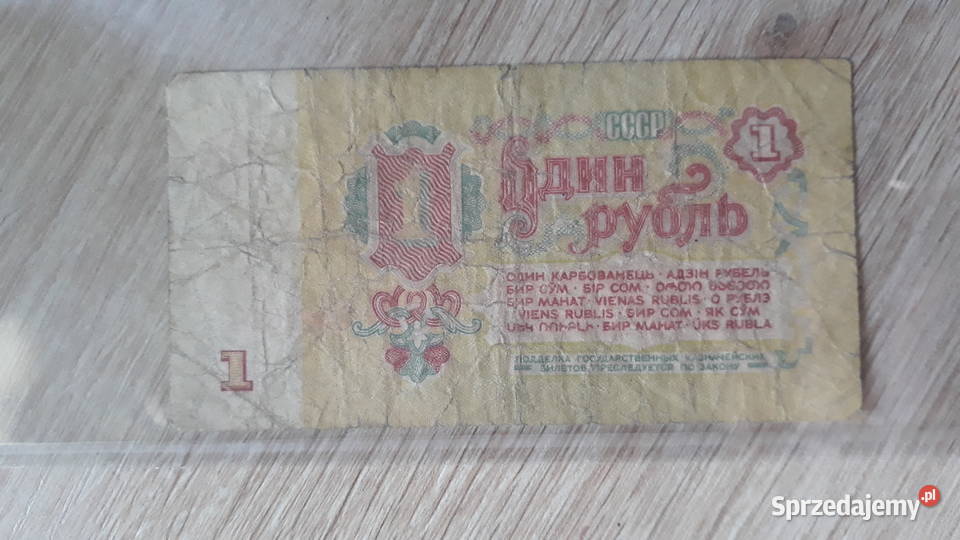 СССР
1
1
Один
рубль
ОДИН КАРБОВАНЕЦЬ · АДЗІН РУБЕЛЬ
БИР СЎМ · БІР СОМ · ერთი მანეთი
БИР МАНАТ · VIENAS RUBLIS · О РУБЛЭ
VIENS RUBLIS · БИР СОМ · ЯК СЎМ
ՄԵԿ ՌՈՒԲԼԻ · БИР МАНАТ · ÜKS RUBLA
ПОДДЕЛКА ГОСУДАРСТВЕННЫХ КАЗНАЧЕЙСКИХ
БИЛЕТОВ ПРЕСЛЕДУЕТСЯ ПО ЗАКОНУ
1
Sprzedajemy.pl